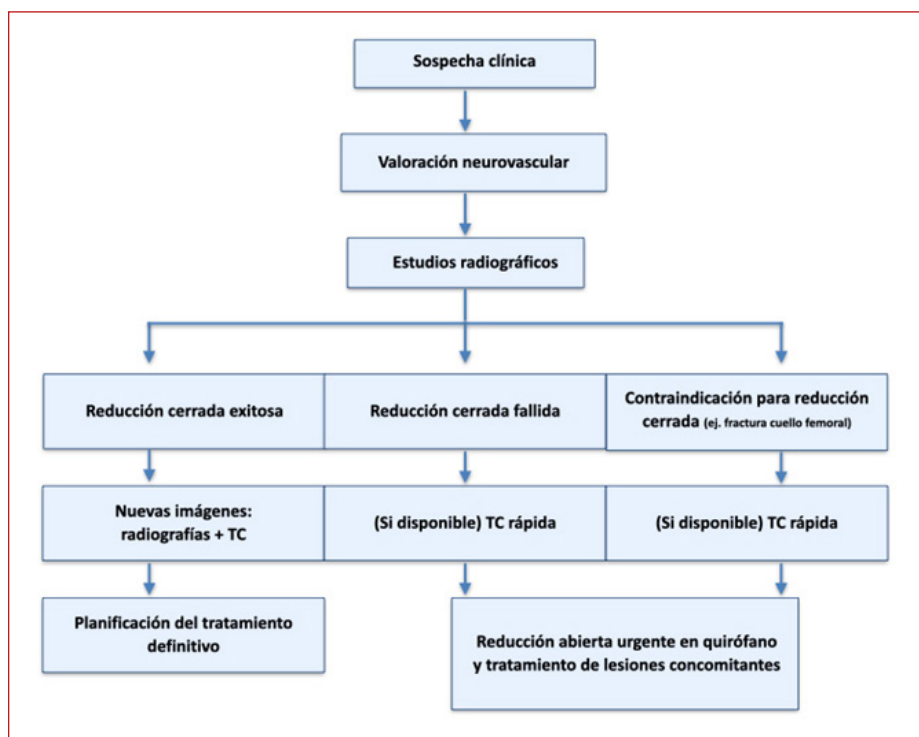 Sospecha clínica
Valoración neurovascular
Estudios radiográficos
Reducción cerrada exitosa
Reducción cerrada fallida
Contraindicación para reducción
cerrada (ej. fractura cuello femoral)
Nuevas imágenes:
radiografías + TC
(Si disponible) TC rápida
(Si disponible) TC rápida
Planificación del tratamiento
definitivo
Reducción abierta urgente en quirófano
y tratamiento de lesiones concomitantes